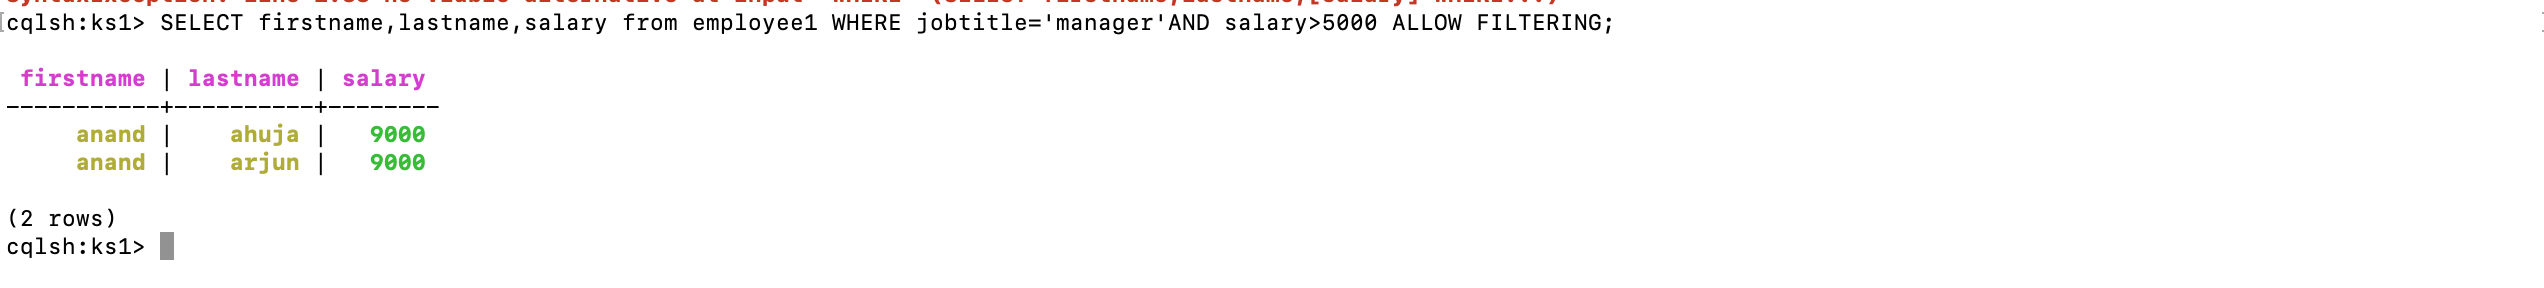 cqlsh:ks1> SELECT firstname,lastname,salary from employee1 WHERE jobtitle='manager'AND salary>5000 ALLOW FILTERING;
firstname | lastname | salary
-----------+----------+--------
anand | ahuja | 9000
anand | arjun | 9000
(2 rows)
cqlsh:ks1>